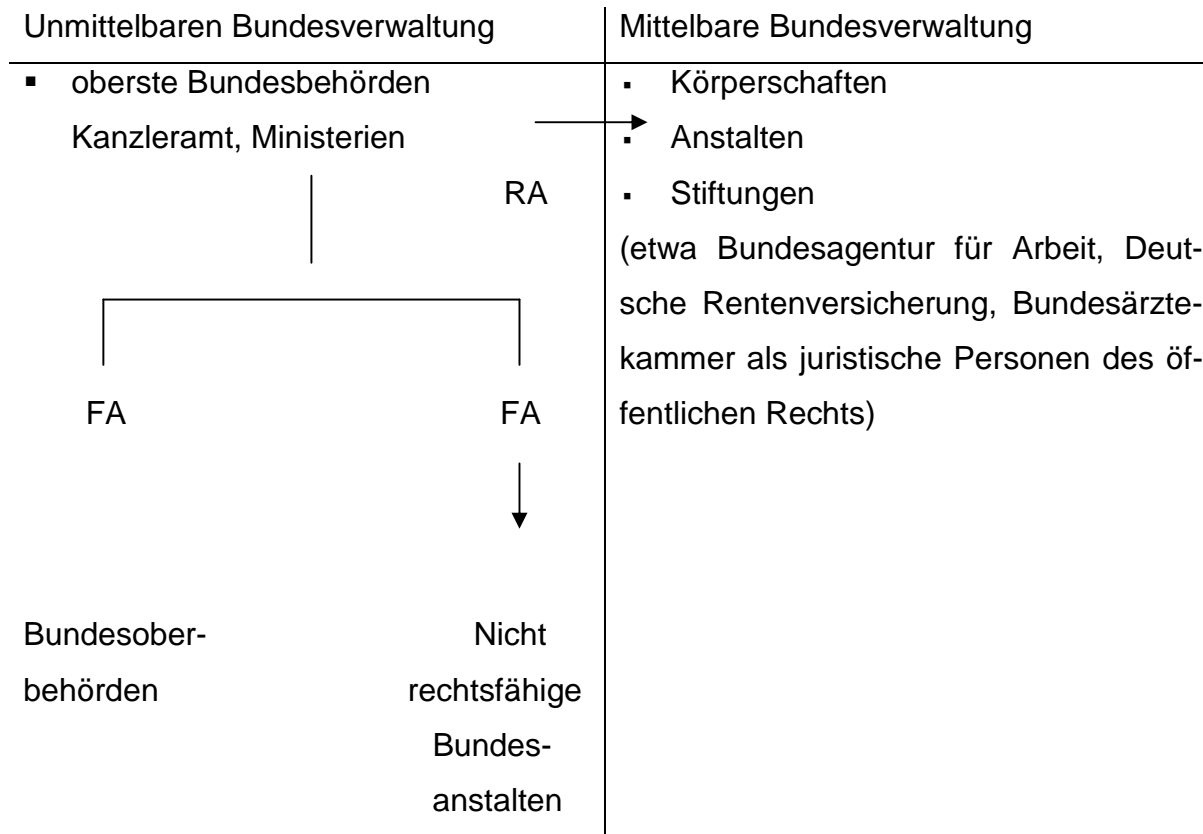 Unmittelbaren Bundesverwaltung
▪ oberste Bundesbehörden
Kanzleramt, Ministerien
RA
FA FA
Bundesober-
behörden
Nicht
rechtsfähige
Bundes-
anstalten
Mittelbare Bundesverwaltung
▪ Körperschaften
▪ Anstalten
▪ Stiftungen
(etwa Bundesagentur für Arbeit, Deut-
sche Rentenversicherung, Bundesärzte-
kammer als juristische Personen des öf-
fentlichen Rechts)